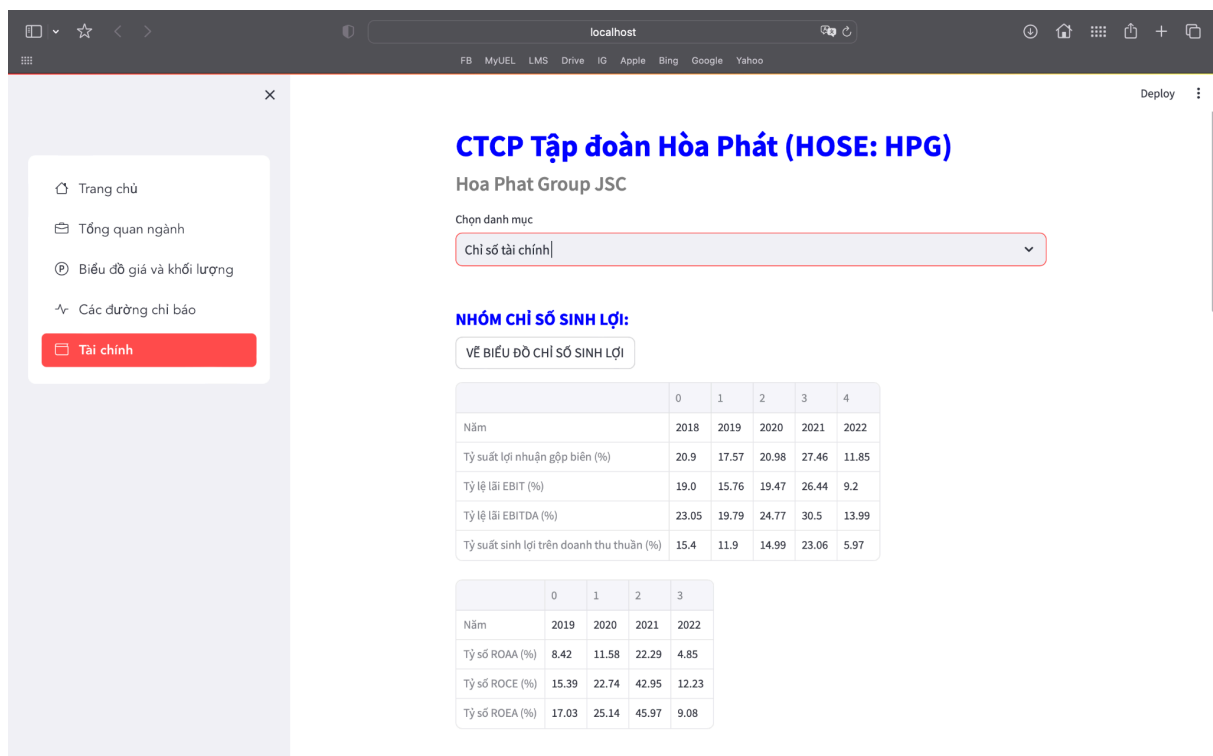 localhost
FB MyUEL LMS Drive IG Apple Bing Google Yahoo
Deploy
Trang chủ
Tổng quan ngành
Biểu đồ giá và khối lượng
Các đường chỉ báo
Tài chính
CTCP Tập đoàn Hòa Phát (HOSE: HPG)
Hoa Phat Group JSC
Chọn danh mục
Chỉ số tài chính
NHÓM CHỈ SỐ SINH LỢI:
VẼ BIỂU ĐỒ CHỈ SỐ SINH LỢI
0 1 2 3 4
Năm 2018 2019 2020 2021 2022
Tỷ suất lợi nhuận gộp biên (%) 20.9 17.57 20.98 27.46 11.85
Tỷ lệ lãi EBIT (%) 19.0 15.76 19.47 26.44 9.2
Tỷ lệ lãi EBITDA (%) 23.05 19.79 24.77 30.5 13.99
Tỷ suất sinh lợi trên doanh thu thuần (%) 15.4 11.9 14.99 23.06 5.97
0 1 2 3
Năm 2019 2020 2021 2022
Tỷ số ROAA (%) 8.42 11.58 22.29 4.85
Tỷ số ROCE (%) 15.39 22.74 42.95 12.23
Tỷ số ROEA (%) 17.03 25.14 45.97 9.08